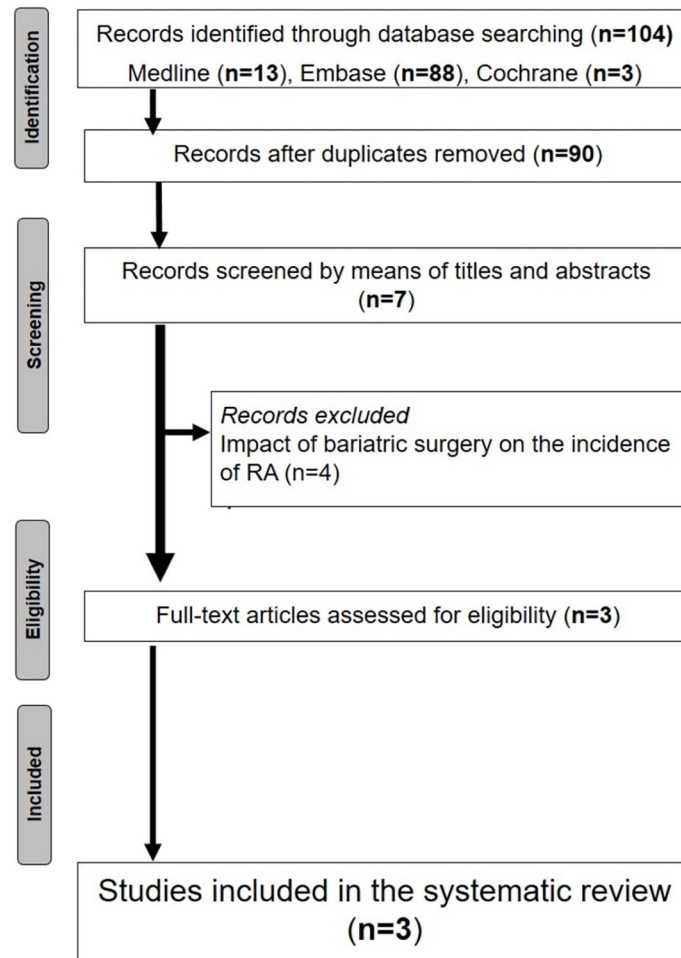 Identification
Records identified through database searching (n=104)
Medline (n=13), Embase (n=88), Cochrane (n=3)
Records after duplicates removed (n=90)
Screening
Records screened by means of titles and abstracts
(n=7)
Records excluded
Impact of bariatric surgery on the incidence
of RA (n=4)
Eligibility
Full-text articles assessed for eligibility (n=3)
Included
Studies included in the systematic review
(n=3)